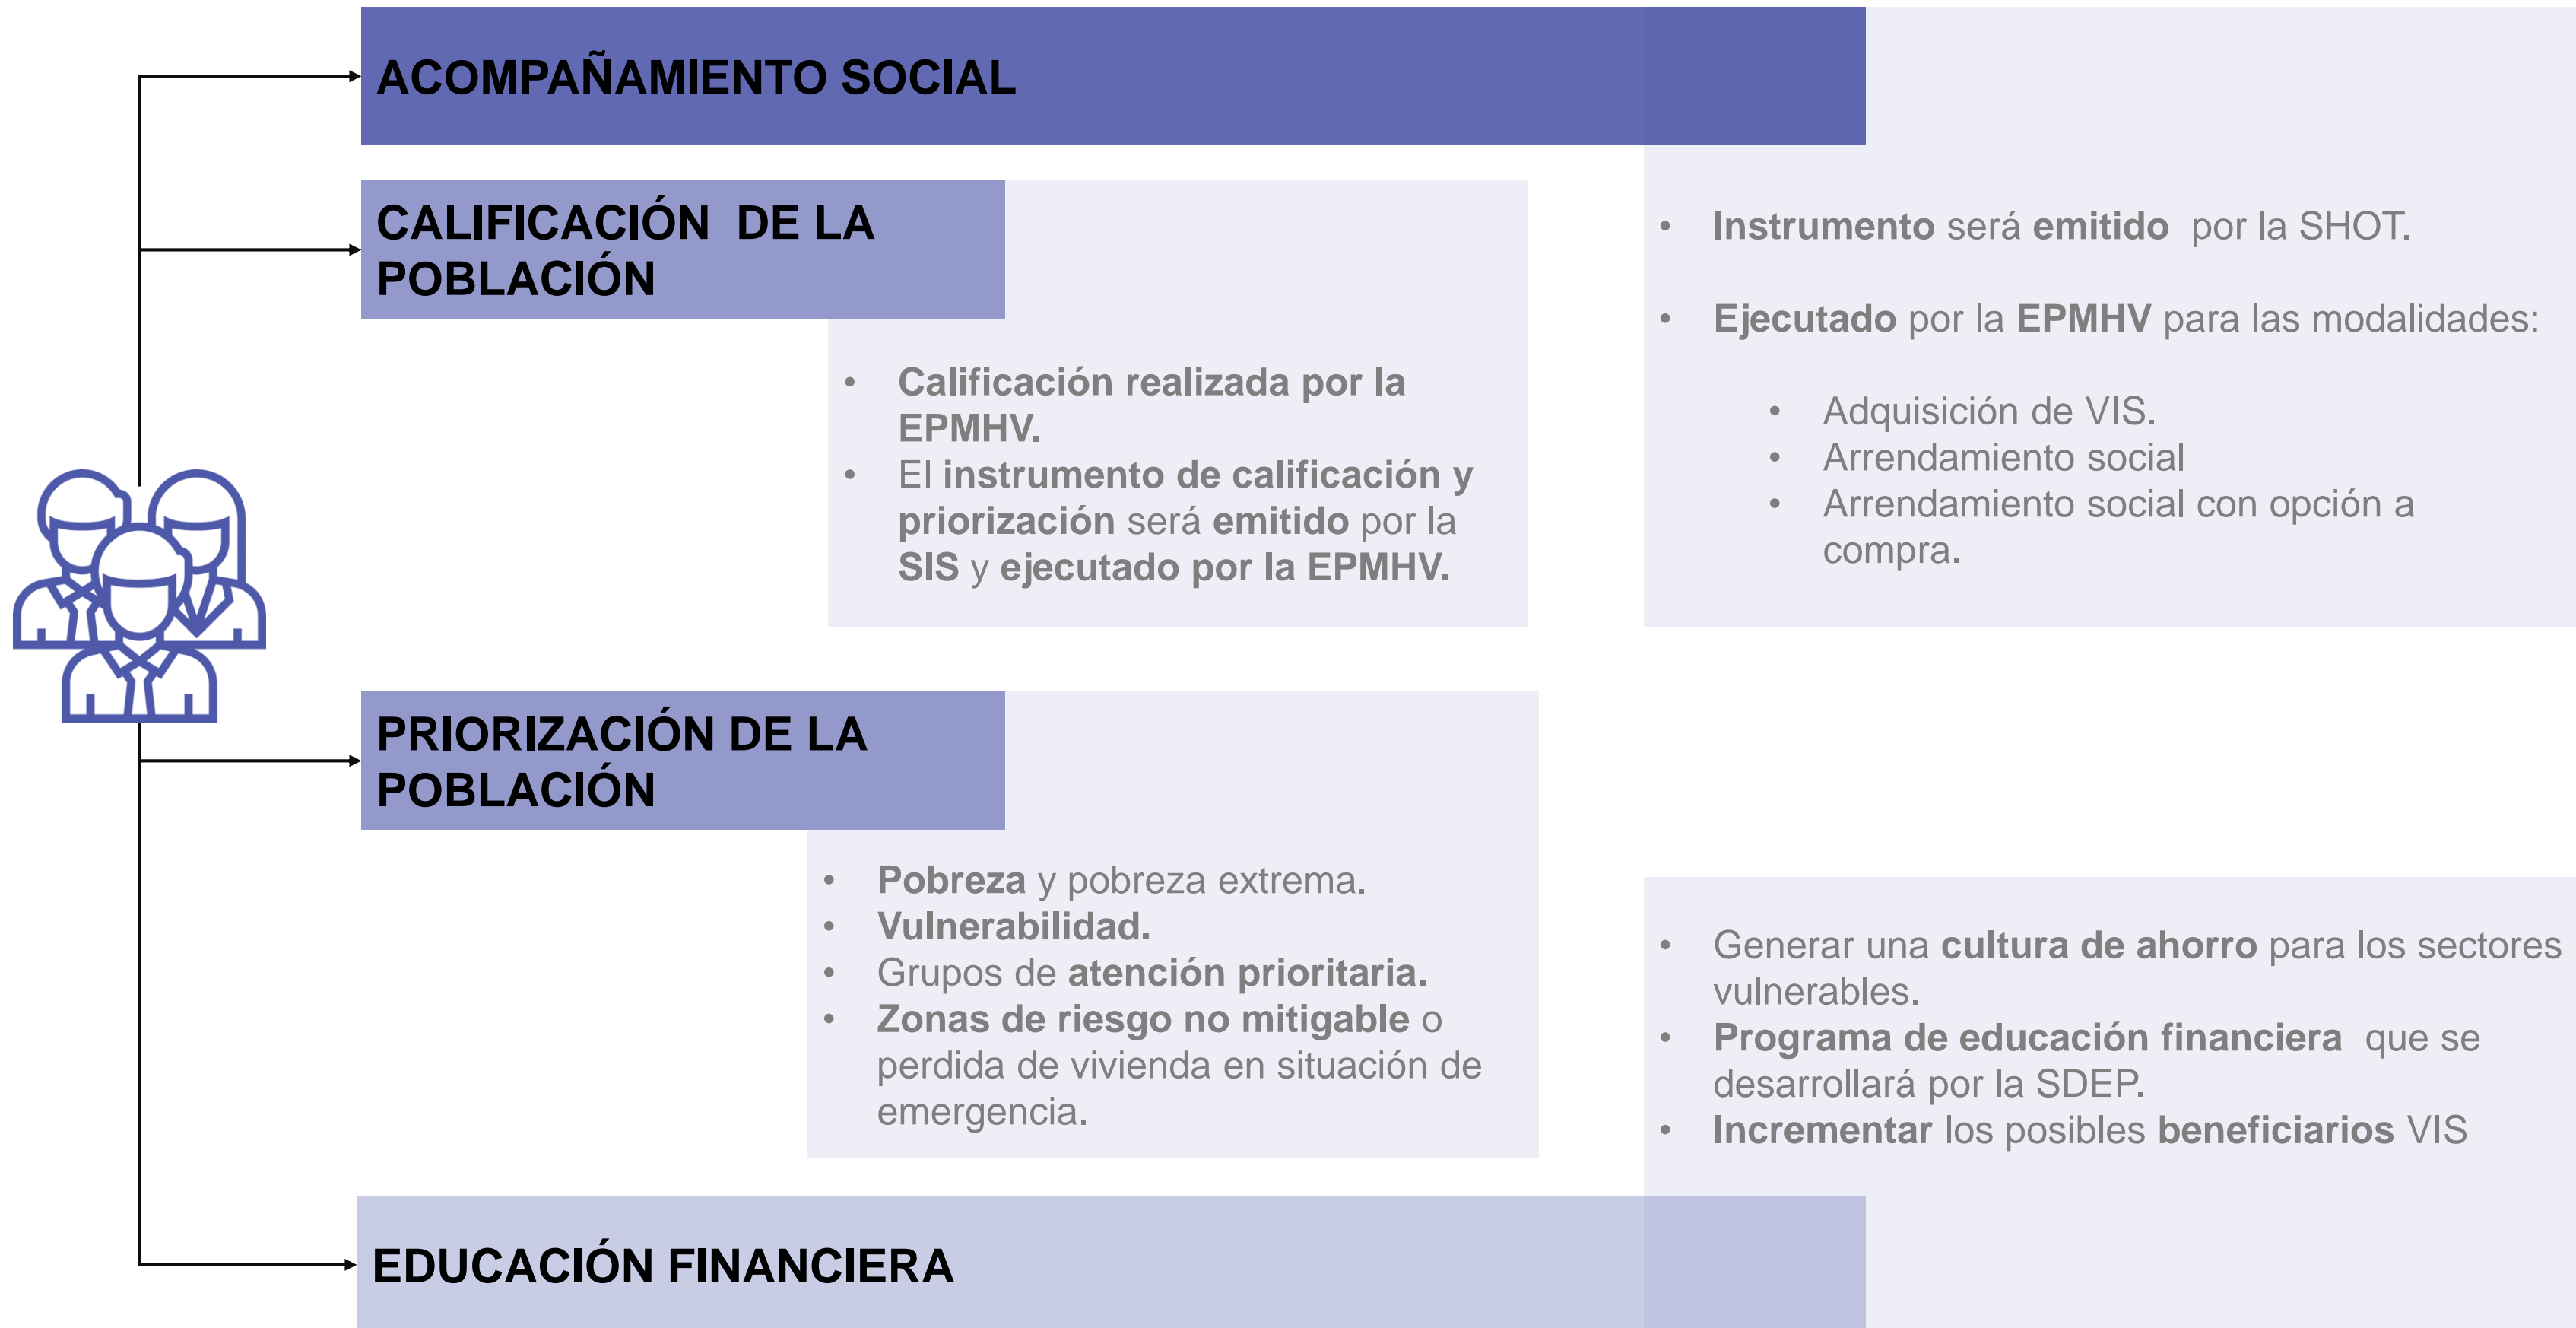 ACOMPAÑAMIENTO SOCIAL
• Instrumento será emitido por la SHOT.
• Ejecutado por la EPMHV para las modalidades:
• Adquisición de VIS.
• Arrendamiento social
• Arrendamiento social con opción a
compra.
CALIFICACIÓN DE LA
POBLACIÓN
• Calificación realizada por la
EPMHV.
• El instrumento de calificación y
priorización será emitido por la
SIS y ejecutado por la EPMHV.
PRIORIZACIÓN DE LA
POBLACIÓN
• Pobreza y pobreza extrema.
• Vulnerabilidad.
• Grupos de atención prioritaria.
• Zonas de riesgo no mitigable o
perdida de vivienda en situación de
emergencia.
EDUCACIÓN FINANCIERA
• Generar una cultura de ahorro para los sectores
vulnerables.
• Programa de educación financiera que se
desarrollará por la SDEP.
• Incrementar los posibles beneficiarios VIS